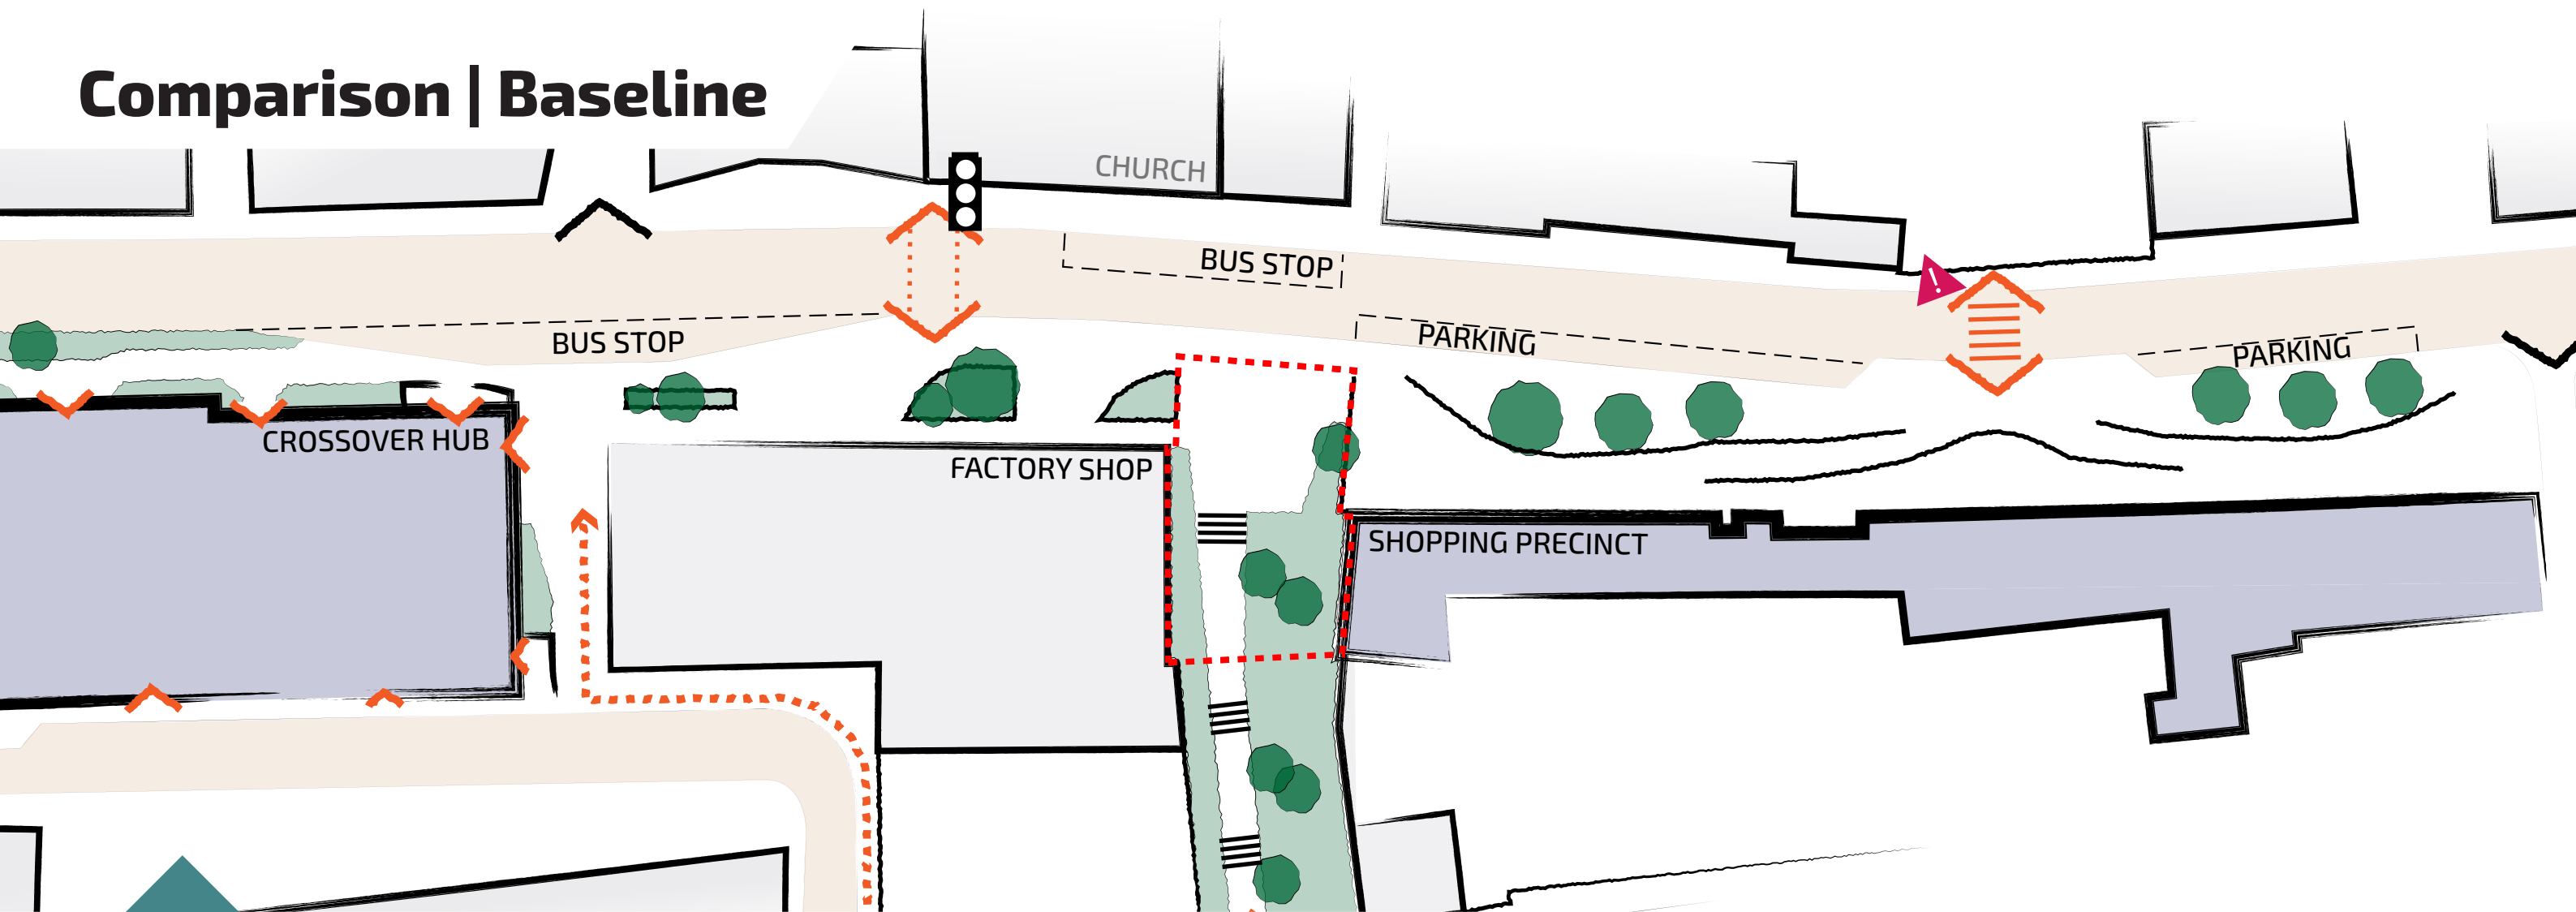 Comparison | Baseline
CHURCH
BUS STOP
!
BUS STOP
PARKING
PARKING
CROSSOVER HUB
FACTORY SHOP
SHOPPING PRECINCT